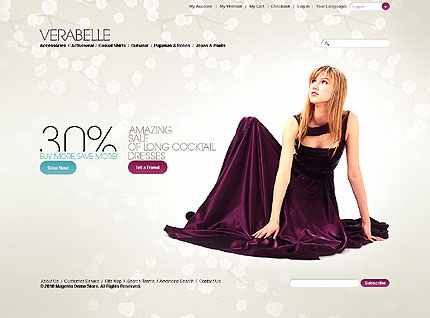 My Account | My Wishlist | My Cart | Checkout | Log In | Your Language: English
VERABELLE
Accessories / Activewear / Casual Shirts / Outwear / Pajamas & Robes / Jeans & Pants
30%
BUY MORE, SAVE MORE!
Shop Now!
AMAZING
SALE
OF LONG COCKTAIL
DRESSES
Tell a Friend
About Us / Customer Service / Site Map / Search Terms / Advanced Search / Contact Us
© 2010 Magento Demo Store. All Rights Reserved.
Subscribe